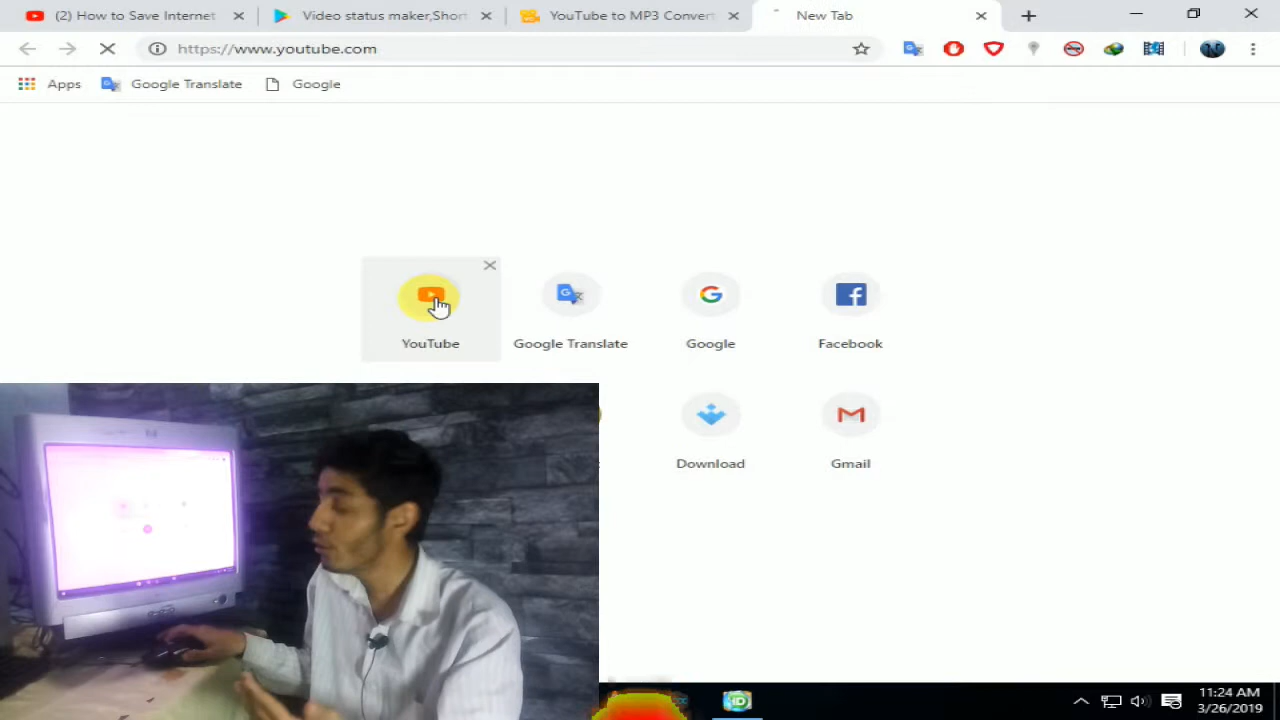 (2) How to Save Internet
Video status maker,Short
YouTube to MP3 Convert
New Tab
https://www.youtube.com
Apps
Google Translate
Google
YouTube
Google Translate
Google
Facebook
Download
Gmail
11:24 AM
3/26/2019